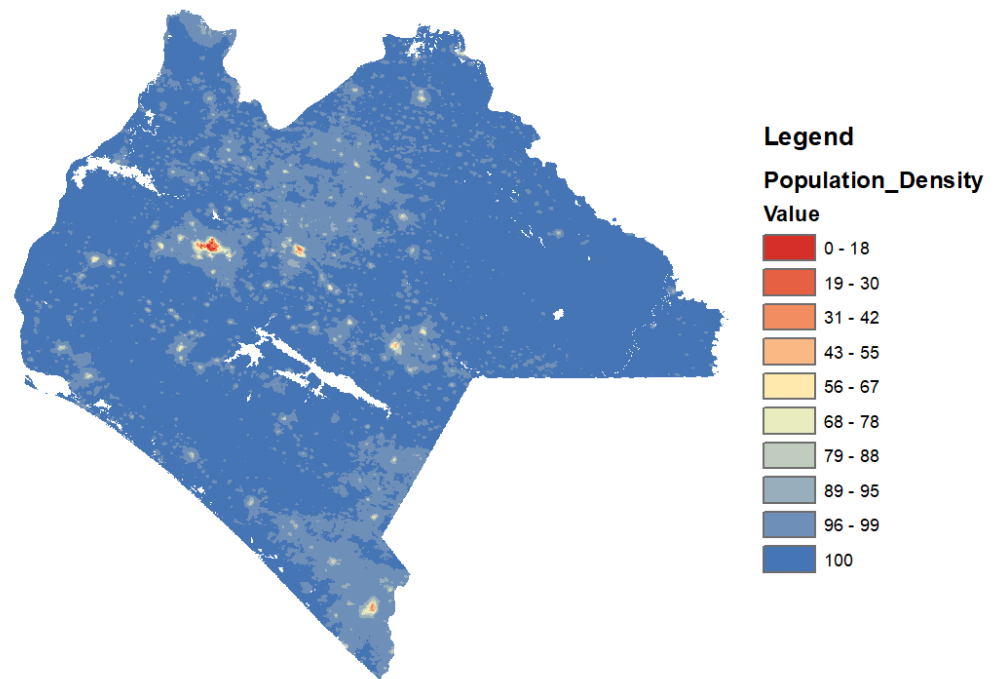 Legend
Population_Density
Value
0 - 18
19 - 30
31 - 42
43 - 55
56 - 67
68 - 78
79 - 88
89 - 95
96 - 99
100